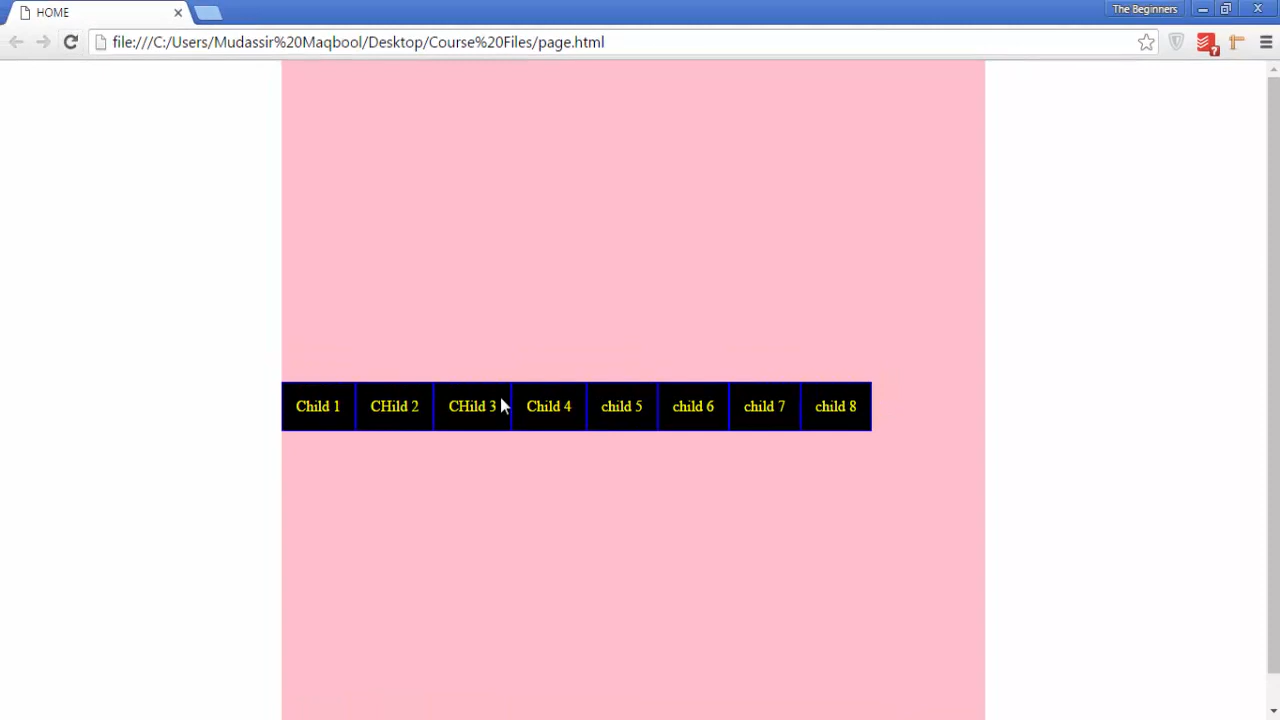 HOME
The Beginners
file:///C:/Users/Mudassir%20Maqbool/Desktop/Course%20Files/page.html
?
Child 1 CHild 2 CHild 3 Child 4 child 5 child 6 child 7 child 8